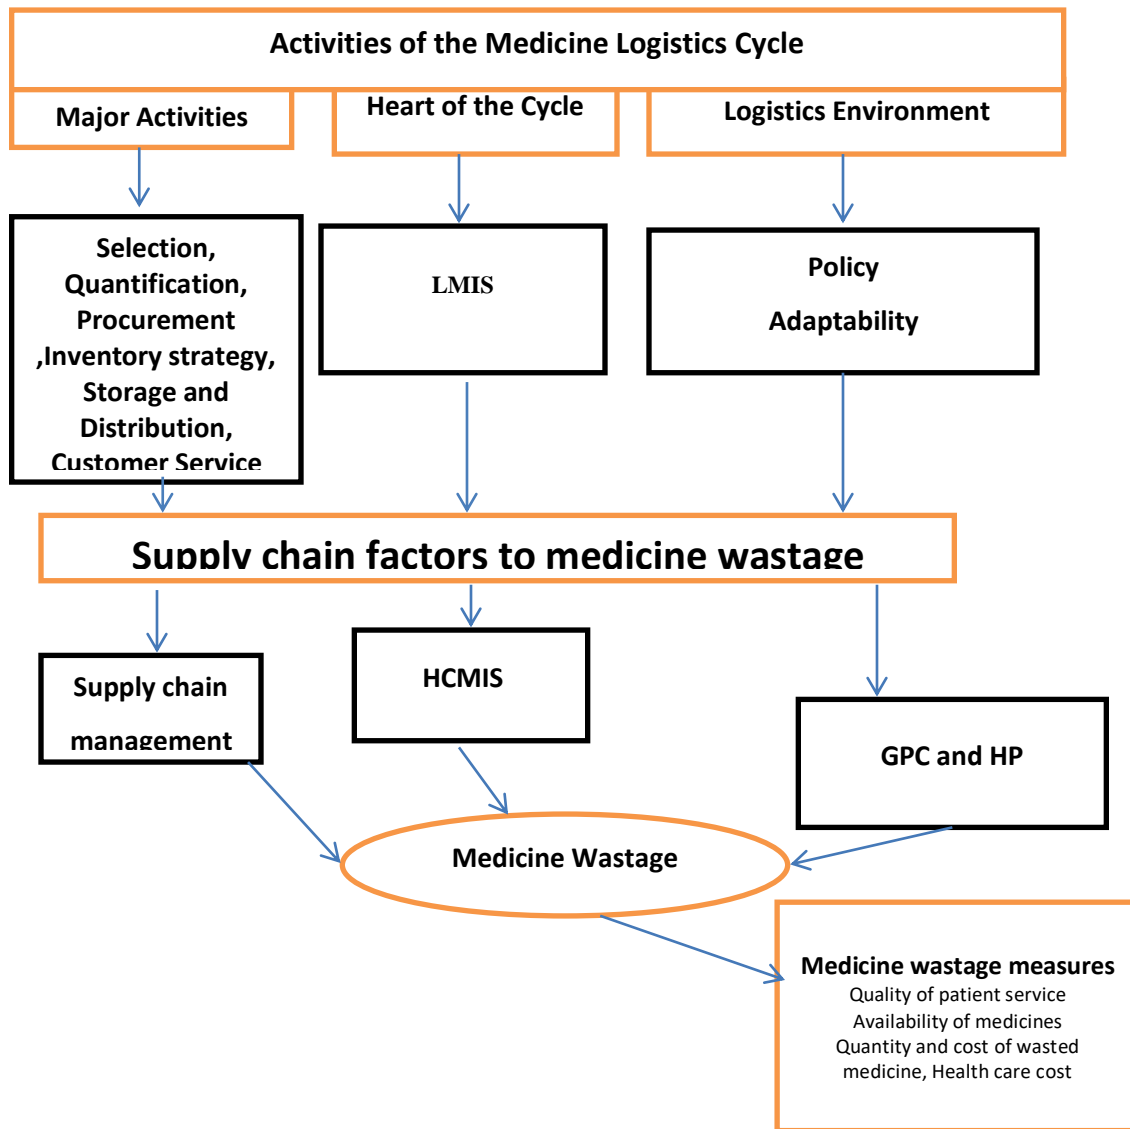 Activities of the Medicine Logistics Cycle
Major Activities
Heart of the Cycle
Logistics Environment
Selection,
Quantification,
Procurement
,Inventory strategy,
Storage and
Distribution,
Customer Service
LMIS
Policy
Adaptability
Supply chain factors to medicine wastage
Supply chain
management
HCMIS
GPC and HP
Medicine Wastage
Medicine wastage measures
Quality of patient service
Availability of medicines
Quantity and cost of wasted
medicine, Health care cost